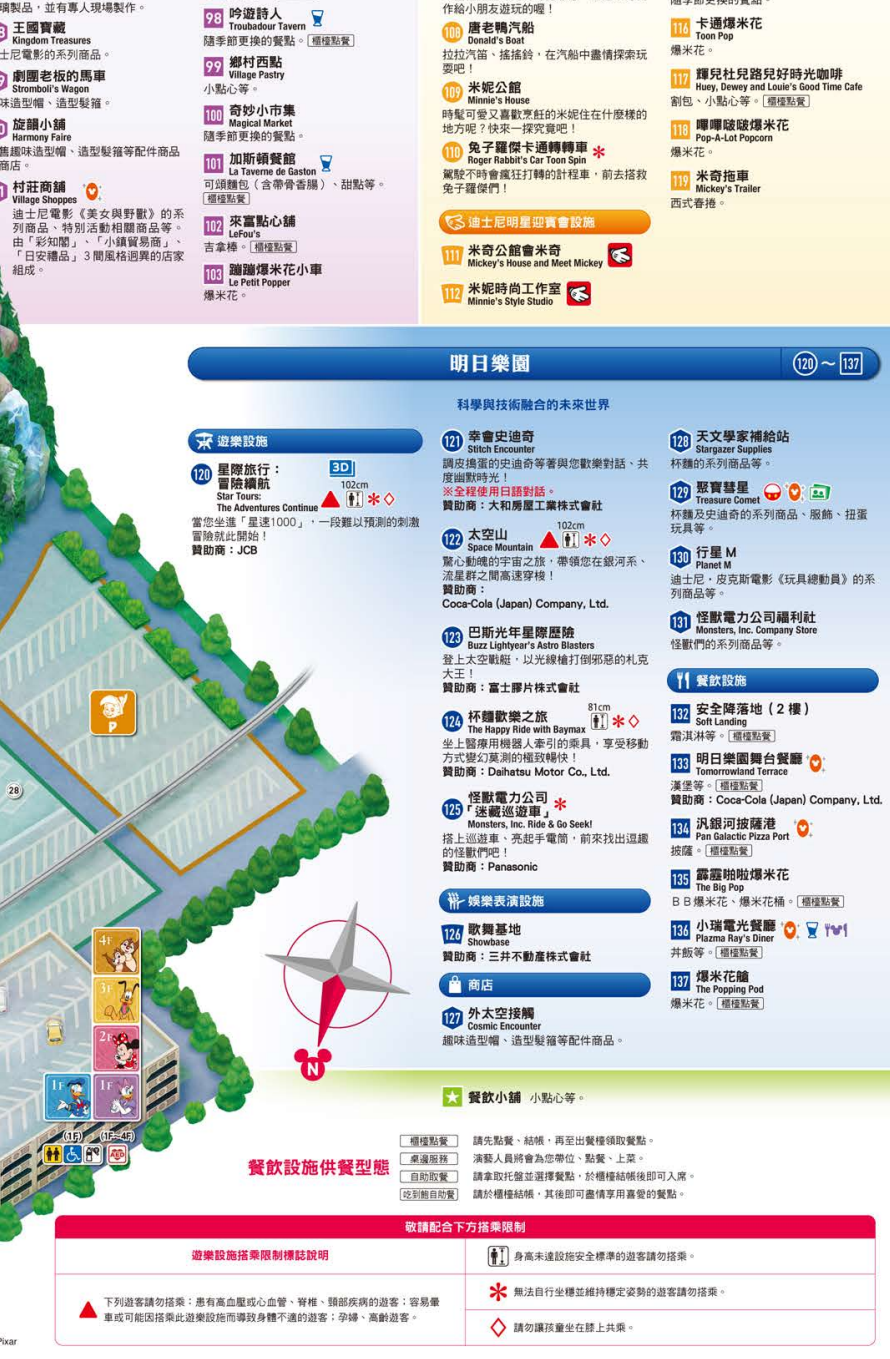 璃製品，並有專人現場製作。
王國寶藏
Kingdom Treasures
士尼電影的系列商品。
劇團老板的馬車
Stromboli's Wagon
味造型帽、造型髮箍。
旋韻小舖
Harmony Faire
售趣味造型帽、造型髮箍等配件商品
商店。
村莊商舖
Village Shoppes
迪士尼電影《美女與野獸》的系
列商品、特別活動相關商品等。
由「彩知閣」、「小鎮貿易商」、
「日安禮品」3間風格迥異的店家
組成。
98 吟遊詩人
Troubadour Tavern
隨季節更換的餐點。 櫃檯點餐
99 鄉村西點
Village Pastry
小點心等。
100 奇妙小市集
Magical Market
隨季節更換的餐點。
101 加斯頓餐館
La Taverne de Gaston
可頌麵包（含帶骨香腸）、甜點等。
櫃檯點餐
102 來富點心舖
LeFou's
吉拿棒。 櫃檯點餐
103 蹦蹦爆米花小車
Le Petit Popper
爆米花。
作給小朋友遊玩的喔！
108 唐老鴨汽船
Donald's Boat
拉拉汽笛、搖搖鈴，在汽船中盡情探索玩
耍吧！
109 米妮公館
Minnie's House
時髦可愛又喜歡烹飪的米妮住在什麼樣的
地方呢？快來一探究竟吧！
110 兔子羅傑卡通轉轉車
Roger Rabbit's Car Toon Spin
駕駛不時會瘋狂打轉的計程車，前去搭救
兔子羅傑們！
迪士尼明星迎賓會設施
111 米奇公館會米奇
Mickey's House and Meet Mickey
112 米妮時尚工作室
Minnie's Style Studio
隨季節更換的餐點。
116 卡通爆米花
Toon Pop
爆米花。
117 輝兒杜兒路兒好時光咖啡
Huey, Dewey and Louie's Good Time Cafe
割包、小點心等。 櫃檯點餐
118 嗶嗶啵啵爆米花
Pop-A-Lot Popcorn
爆米花。
119 米奇拖車
Mickey's Trailer
西式春捲。
明日樂園
120～137
科學與技術融合的未來世界
遊樂設施
120 星際旅行：
冒險續航
3D
102cm
Star Tours:
The Adventures Continue
當您坐進「星速1000」，一段難以預測的刺激
冒險就此開始！
贊助商：JCB
121 幸會史迪奇
Stitch Encounter
調皮搗蛋的史迪奇等著與您歡樂對話、共
度幽默時光！
※全程使用日語對話。
贊助商：大和房屋工業株式會社
122 太空山
Space Mountain
102cm
驚心動魄的宇宙之旅，帶領您在銀河系、
流星群之間高速穿梭！
贊助商：
Coca-Cola (Japan) Company, Ltd.
123 巴斯光年星際歷險
Buzz Lightyear's Astro Blasters
登上太空戰艇，以光線槍打倒邪惡的札克
大王！
贊助商：富士膠片株式會社
124 杯麵歡樂之旅
The Happy Ride with Baymax
81cm
坐上醫療用機器人牽引的乘具，享受移動
方式變幻莫測的極致暢快！
贊助商：Daihatsu Motor Co., Ltd.
125 怪獸電力公司
「迷藏巡遊車」
Monsters, Inc. Ride & Go Seek!
搭上巡遊車、亮起手電筒，前來找出逗趣
的怪獸們吧！
贊助商：Panasonic
娛樂表演設施
126 歌舞基地
Showbase
贊助商：三井不動產株式會社
商店
127 外太空接觸
Cosmic Encounter
趣味造型帽、造型髮箍等配件商品。
128 天文學家補給站
Stargazer Supplies
杯麵的系列商品等。
129 聚寶彗星
Treasure Comet
杯麵及史迪奇的系列商品、服飾、扭蛋
玩具等。
130 行星 M
Planet M
迪士尼・皮克斯電影《玩具總動員》的系
列商品等。
131 怪獸電力公司福利社
Monsters, Inc. Company Store
怪獸們的系列商品等。
餐飲設施
132 安全降落地（2 樓）
Soft Landing
霜淇淋等。 櫃檯點餐
133 明日樂園舞台餐廳
Tomorrowland Terrace
漢堡等。 櫃檯點餐
贊助商：Coca-Cola (Japan) Company, Ltd.
134 汎銀河披薩港
Pan Galactic Pizza Port
披薩。 櫃檯點餐
135 霹靂啪啦爆米花
The Big Pop
ＢＢ爆米花、爆米花桶。 櫃檯點餐
136 小瑞電光餐廳
Plazma Ray's Diner
丼飯等。 櫃檯點餐
137 爆米花艙
The Popping Pod
爆米花。 櫃檯點餐
P
28
4F
3F
2F
1F 1F
(1F) (1F～4F)
AED
N
餐飲小舖 小點心等。
餐飲設施供餐型態
櫃檯點餐 請先點餐、結帳，再至出餐檯領取餐點。
桌邊服務 演藝人員將會為您帶位、點餐、上菜。
自助取餐 請拿取托盤並選擇餐點，於櫃檯結帳後即可入席。
吃到飽自助餐 請於櫃檯結帳，其後即可盡情享用喜愛的餐點。
敬請配合下方搭乘限制
遊樂設施搭乘限制標誌說明
身高未達設施安全標準的遊客請勿搭乘。
下列遊客請勿搭乘：患有高血壓或心血管、脊椎、頸部疾病的遊客；容易暈
車或可能因搭乘此遊樂設施而導致身體不適的遊客；孕婦、高齡遊客。
無法自行坐穩並維持穩定姿勢的遊客請勿搭乘。
請勿讓孩童坐在膝上共乘。
Pixar